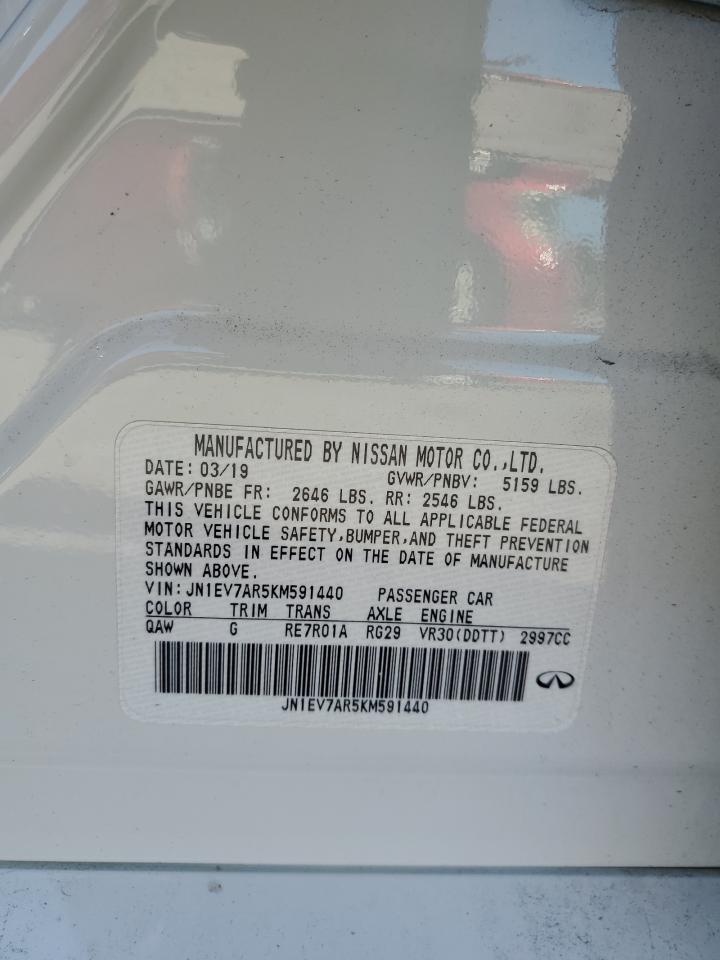 MANUFACTURED BY NISSAN MOTOR CO.,LTD.
DATE: 03/19 GVWR/PNBV: 5159 LBS.
GAWR/PNBE FR: 2646 LBS. RR: 2546 LBS.
THIS VEHICLE CONFORMS TO ALL APPLICABLE FEDERAL
MOTOR VEHICLE SAFETY,BUMPER,AND THEFT PREVENTION
STANDARDS IN EFFECT ON THE DATE OF MANUFACTURE
SHOWN ABOVE.
VIN:JN1EV7AR5KM591440 PASSENGER CAR
COLOR TRIM TRANS AXLE ENGINE
QAW G RE7R01A RG29 VR30(DDTT) 2997CC
JN1EV7AR5KM591440